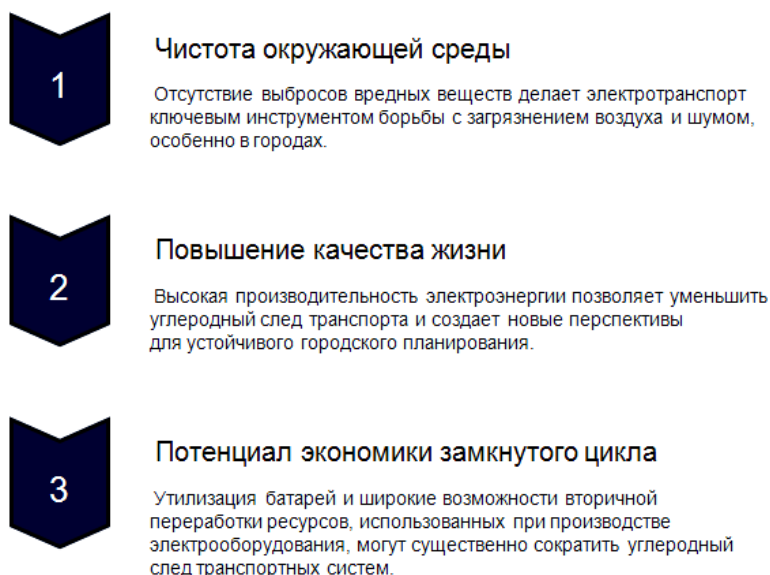 1
Чистота окружающей среды
Отсутствие выбросов вредных веществ делает электротранспорт
ключевым инструментом борьбы с загрязнением воздуха и шумом,
особенно в городах.
2
Повышение качества жизни
Высокая производительность электроэнергии позволяет уменьшить
углеродный след транспорта и создает новые перспективы
для устойчивого городского планирования.
3
Потенциал экономики замкнутого цикла
Утилизация батарей и широкие возможности вторичной
переработки ресурсов, использованных при производстве
электрооборудования, могут существенно сократить углеродный
след транспортных систем.